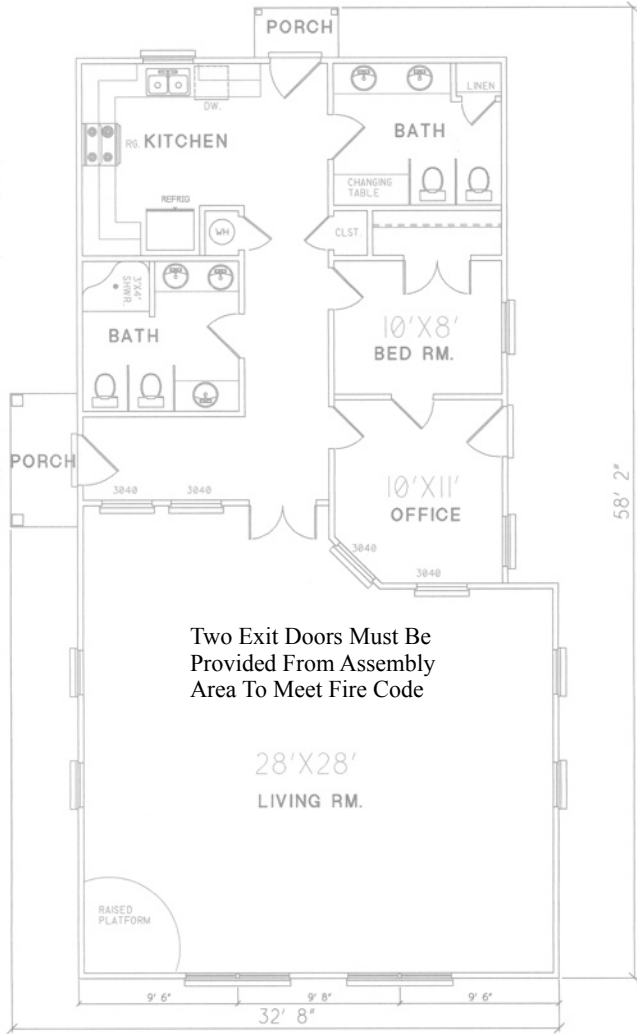 PORCH
LINEN
DW.
BATH
RG. KITCHEN
CHANGING
TABLE
REFRIG
WH
CLST.
3'X4'
SHWR.
10'X8'
BED RM.
BATH
PORCH
3040
3040
10'X11'
OFFICE
58' 2"
3040
3040
Two Exit Doors Must Be
Provided From Assembly
Area To Meet Fire Code
28'X28'
LIVING RM.
RAISED
PLATFORM
9' 6"
9' 8"
9' 6"
32' 8"